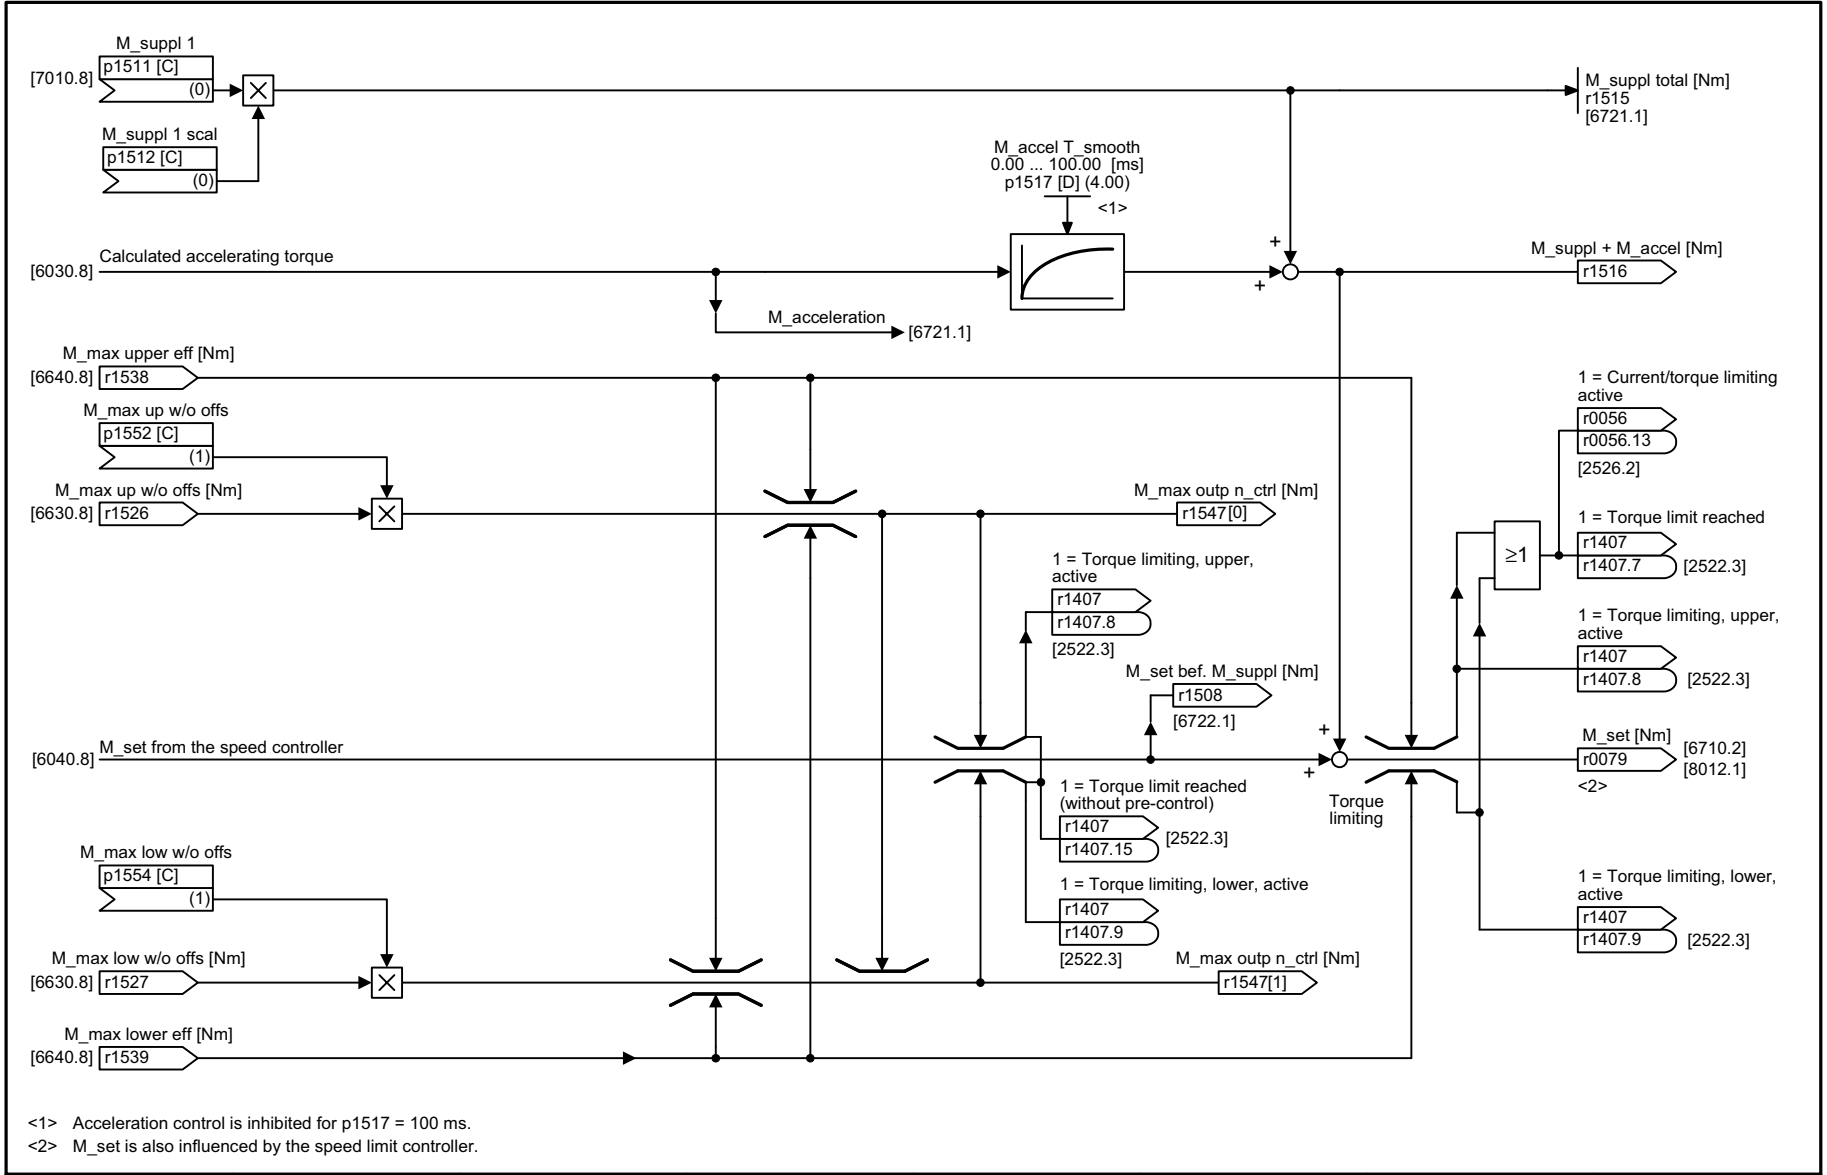 M_suppl 1
p1511 [C]
[7010.8]
(0)
M_suppl 1 scal
p1512 [C]
(0)
M_suppl total [Nm]
r1515
[6721.1]
M_accel T_smooth
0.00 ... 100.00 [ms]
p1517 [D] (4.00)
<1>
Calculated accelerating torque
[6030.8]
+
+
M_suppl + M_accel [Nm]
r1516
M_acceleration
[6721.1]
M_max upper eff [Nm]
[6640.8] r1538
M_max up w/o offs
p1552 [C]
(1)
M_max up w/o offs [Nm]
[6630.8] r1526
M_max outp n_ctrl [Nm]
r1547[0]
1 = Current/torque limiting
active
r0056
r0056.13
[2526.2]
≥1
1 = Torque limit reached
r1407
r1407.7 [2522.3]
1 = Torque limiting, upper,
active
r1407
r1407.8
[2522.3]
1 = Torque limiting, upper,
active
r1407
r1407.8 [2522.3]
M_set bef. M_suppl [Nm]
r1508
[6722.1]
M_set from the speed controller
[6040.8]
+
+
Torque
limiting
M_set [Nm]
r0079
[6710.2]
[8012.1]
<2>
1 = Torque limit reached
(without pre-control)
r1407
r1407.15
[2522.3]
M_max low w/o offs
p1554 [C]
(1)
1 = Torque limiting, lower, active
r1407
r1407.9
[2522.3]
1 = Torque limiting, lower,
active
r1407
r1407.9 [2522.3]
M_max low w/o offs [Nm]
[6630.8] r1527
M_max outp n_ctrl [Nm]
r1547[1]
M_max lower eff [Nm]
[6640.8] r1539
<1> Acceleration control is inhibited for p1517 = 100 ms.
<2> M_set is also influenced by the speed limit controller.